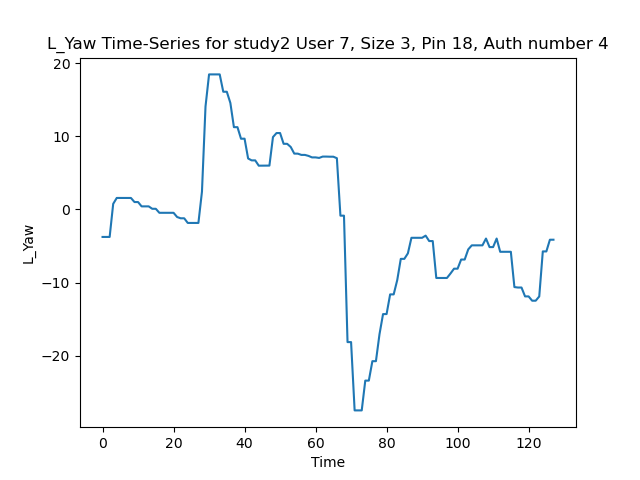 L_Yaw Time-Series for study2 User 7, Size 3, Pin 18, Auth number 4
20
10
0
−10
−20
L_Yaw
0 20 40 60 80 100 120
Time